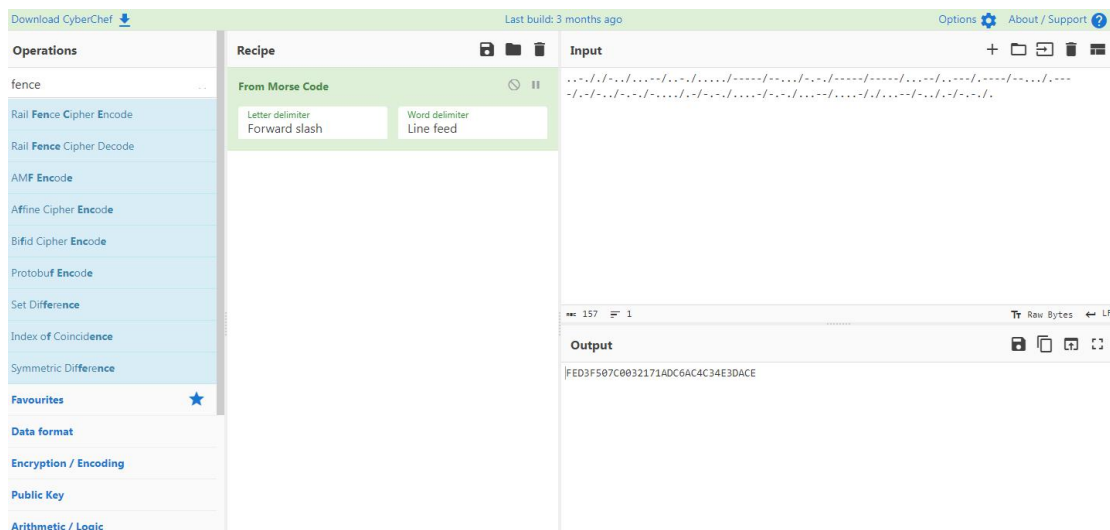 Download CyberChef
Last build: 3 months ago
Options
About / Support
Operations
Recipe
Input
fence
Rail Fence Cipher Encode
Rail Fence Cipher Decode
AMF Encode
Affine Cipher Encode
Bifid Cipher Encode
Protobuf Encode
Set Difference
Index of Coincidence
Symmetric Difference
Favourites
Data format
Encryption / Encoding
Public Key
Arithmetic / Logic
From Morse Code
Letter delimiter
Forward slash
Word delimiter
Line feed
..-././-../...--/..-./...../-----/--.../-.-./-----/-----/...--/..---/.----/--.../.---
-/.-/-../-.-./-..../.-/-.-./....-/-.-./...--/....-/./...--/-../.-/-.-./.
157
1
Raw Bytes
LF
Output
FED3F507C0032171ADC6AC4C34E3DACE